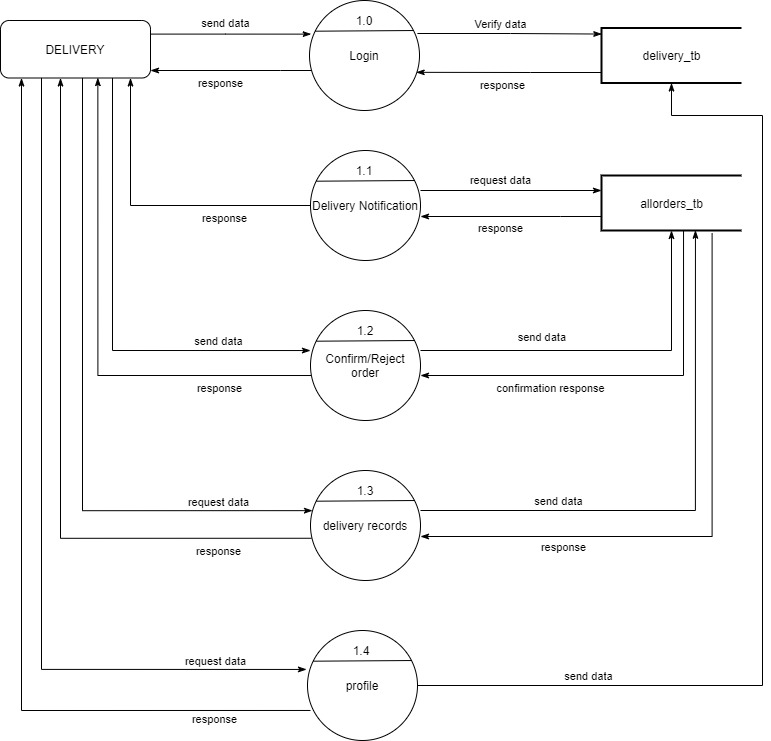 send data
1.0
Verify data
DELIVERY
Login
delivery_tb
response
response
1.1
request data
Delivery Notification
allorders_tb
response
response
1.2
send data
send data
Confirm/Reject
order
response
confirmation response
1.3
request data
send data
delivery records
response
response
1.4
request data
send data
profile
response